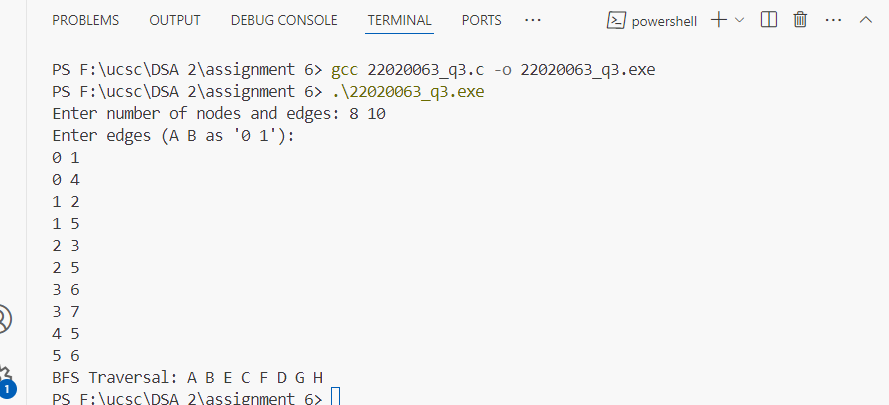 PROBLEMS OUTPUT DEBUG CONSOLE TERMINAL PORTS ··· powershell ···
PS F:\ucsc\DSA 2\assignment 6> gcc 22020063_q3.c -o 22020063_q3.exe
PS F:\ucsc\DSA 2\assignment 6> .\22020063_q3.exe
Enter number of nodes and edges: 8 10
Enter edges (A B as '0 1'):
0 1
0 4
1 2
1 5
2 3
2 5
3 6
3 7
4 5
5 6
BFS Traversal: A B E C F D G H
1
PS F:\ucsc\DSA 2\assignment 6>